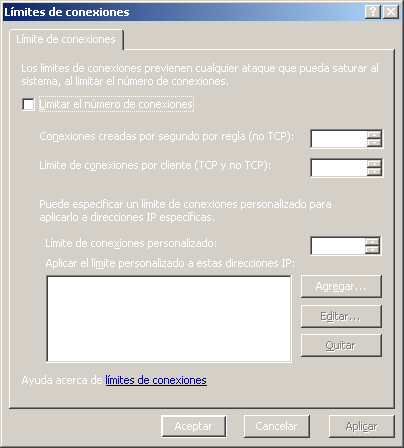 Límites de conexiones
Límite de conexiones
Los límites de conexiones previenen cualquier ataque que pueda saturar al
sistema, al limitar el número de conexiones.
Limitar el número de conexiones
Conexiones creadas por segundo por regla (no TCP):
Límite de conexiones por cliente (TCP y no TCP):
Puede especificar un límite de conexiones personalizado para
aplicarlo a direcciones IP específicas.
Límite de conexiones personalizado:
Aplicar el límite personalizado a estas direcciones IP:
Agregar...
Editar...
Quitar
Ayuda acerca de límites de conexiones
Aceptar Cancelar Aplicar